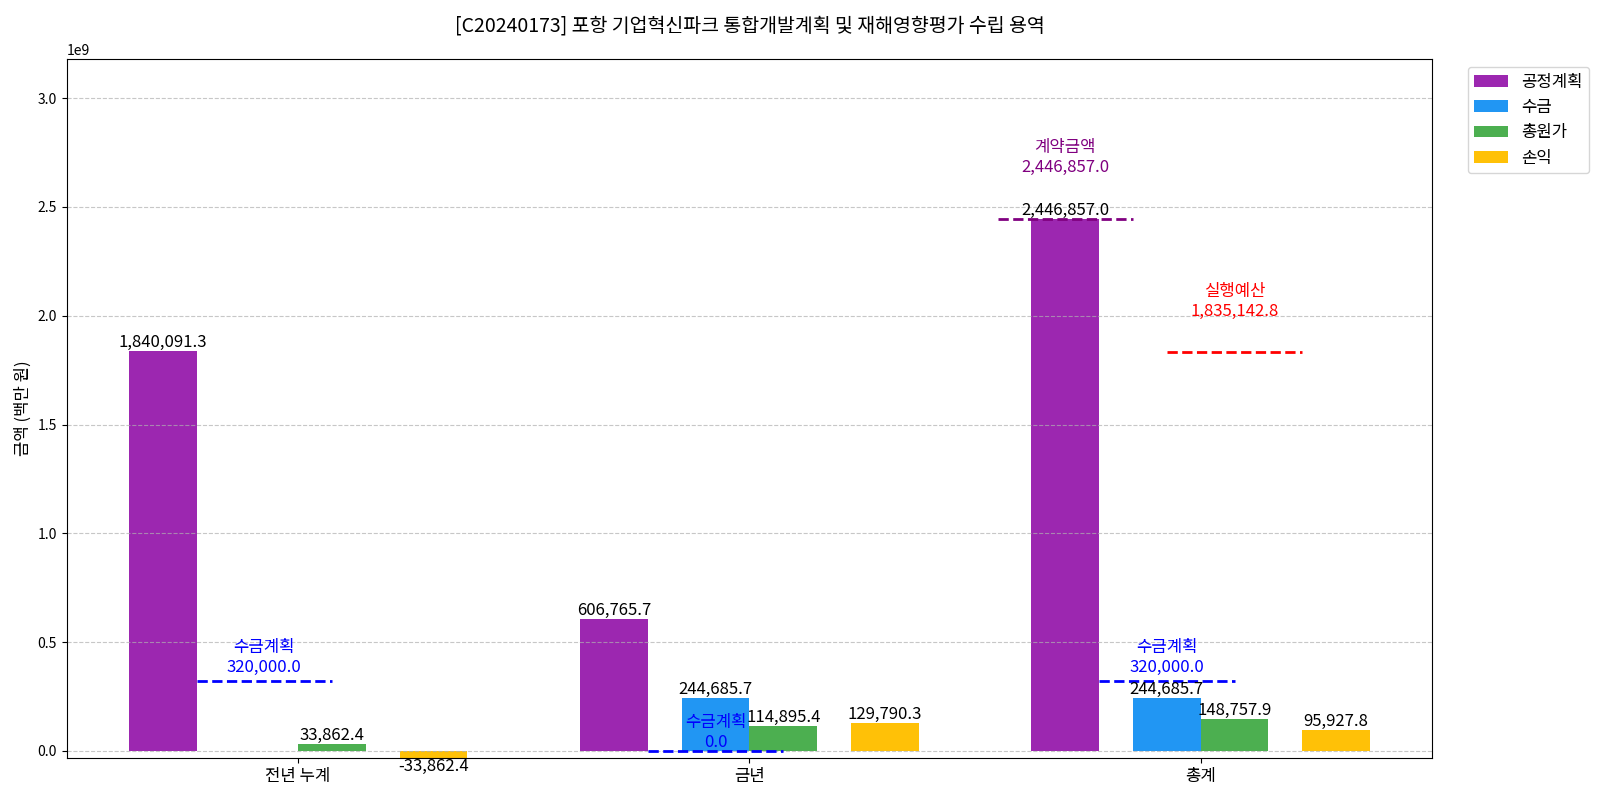 [C20240173] 포항 기업혁신파크 통합개발계획 및 재해영향평가 수립 용역
1e9
공정계획
수금
총원가
손익
3.0
2.5
2.0
1.5
1.0
0.5
0.0
금액 (백만 원)
계약금액
2,446,857.0
2,446,857.0
실행예산
1,835,142.8
1,840,091.3
606,765.7
수금계획
320,000.0
수금계획
320,000.0
244,685.7
244,685.7
수금계획
0.0
114,895.4
129,790.3
148,757.9
95,927.8
33,862.4
-33,862.4
전년 누계
금년
총계